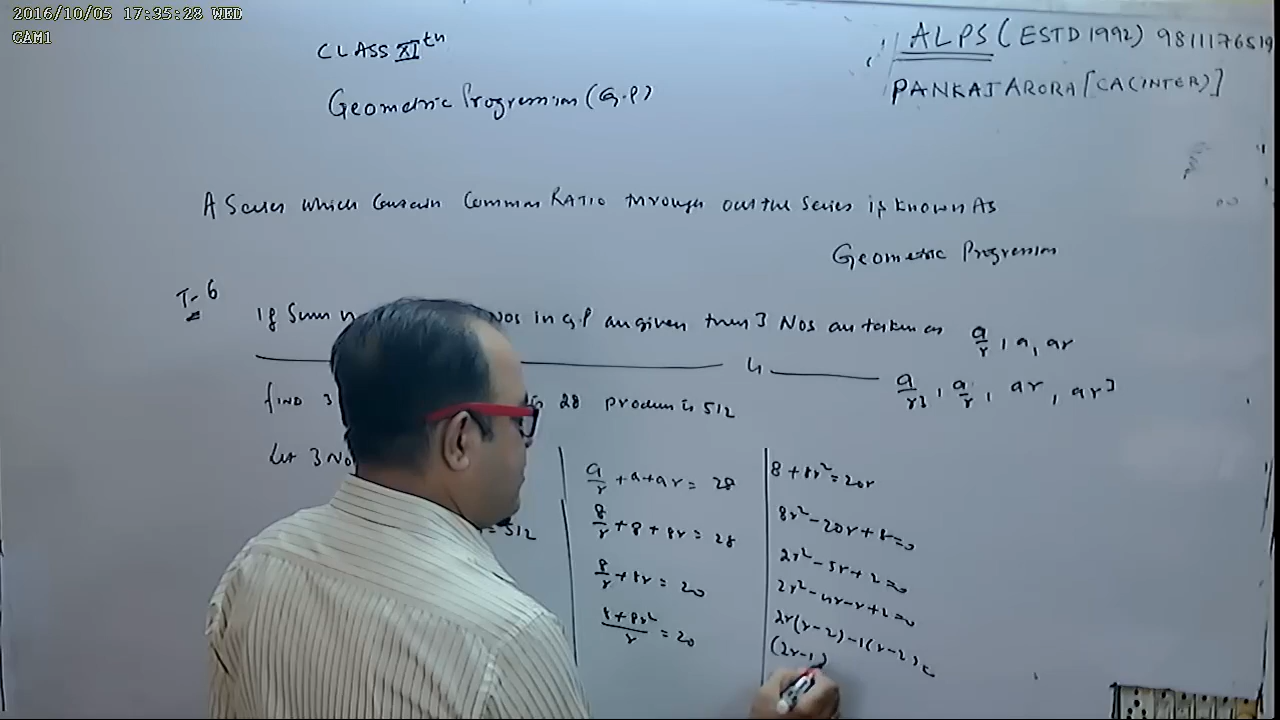 2016/10/05 17:35:28 WED
CAM1
CLASS XIth
ALPS (ESTD 1992) 9811176519
PANKAJ ARORA [CA (INTER)]
Geometric Progression (G.P)
A Series which Contain Common RATIO through out the Series is known As
Geometric Progression
T-6
If Sum Nos in G.P are given then 3 Nos are taken as a/r, a, ar
4 a/r3, a/r, ar, ar3
find 3 28 product is 512
Let 3 No
= 512
a/r + a + ar = 28
8/r + 8 + 8r = 28
8/r + 8r = 20
8+8r²/r = 20
8 + 8r² = 20r
8r² - 20r + 8 = 0
2r² - 5r + 2 = 0
2r² - 4r - r + 2 = 0
2r(r-2) - 1(r-2) =
(2r-1)